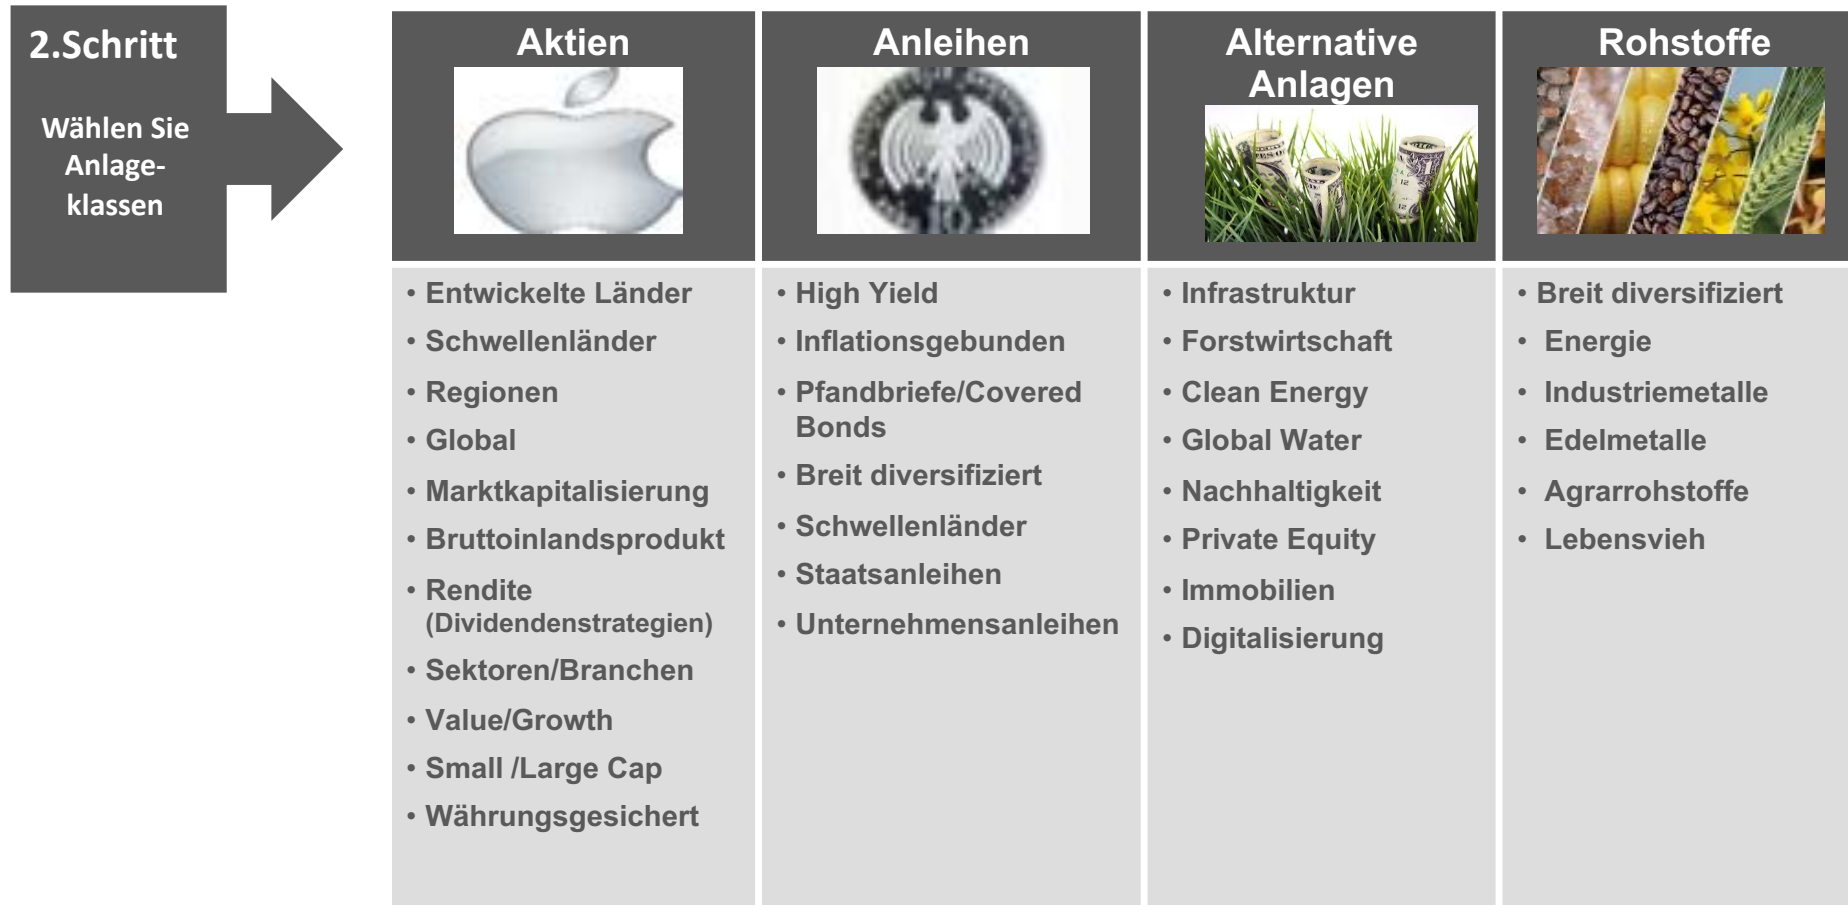 2.Schritt
Wählen Sie
Anlage-
klassen
Aktien
• Entwickelte Länder
• Schwellenländer
• Regionen
• Global
• Marktkapitalisierung
• Bruttoinlandsprodukt
• Rendite
(Dividendenstrategien)
• Sektoren/Branchen
• Value/Growth
• Small /Large Cap
• Währungsgesichert
Anleihen
• High Yield
• Inflationsgebunden
• Pfandbriefe/Covered
Bonds
• Breit diversifiziert
• Schwellenländer
• Staatsanleihen
• Unternehmensanleihen
Alternative
Anlagen
• Infrastruktur
• Forstwirtschaft
• Clean Energy
• Global Water
• Nachhaltigkeit
• Private Equity
• Immobilien
• Digitalisierung
Rohstoffe
• Breit diversifiziert
• Energie
• Industriemetalle
• Edelmetalle
• Agrarrohstoffe
• Lebensvieh